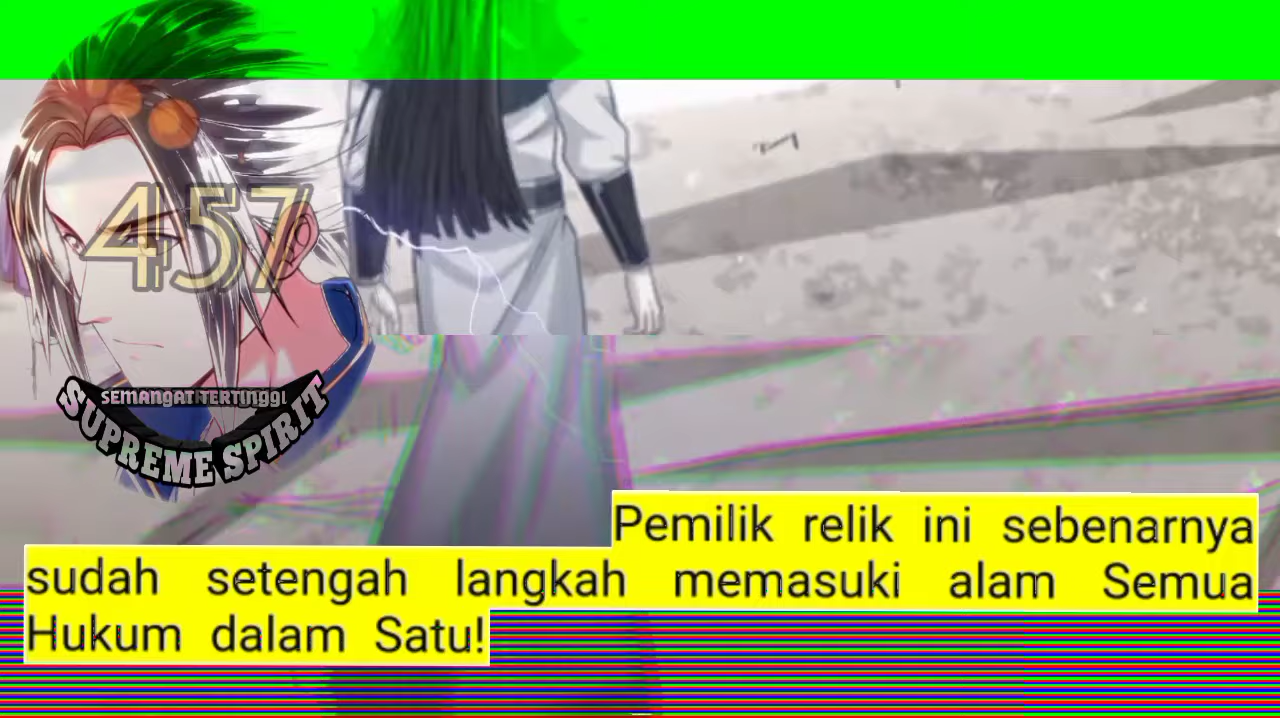 457
SEMANGAT TERTINGGI
SUPREME SPIRIT
Pemilik relik ini sebenarnya
sudah setengah langkah memasuki alam Semua
Hukum dalam Satu!